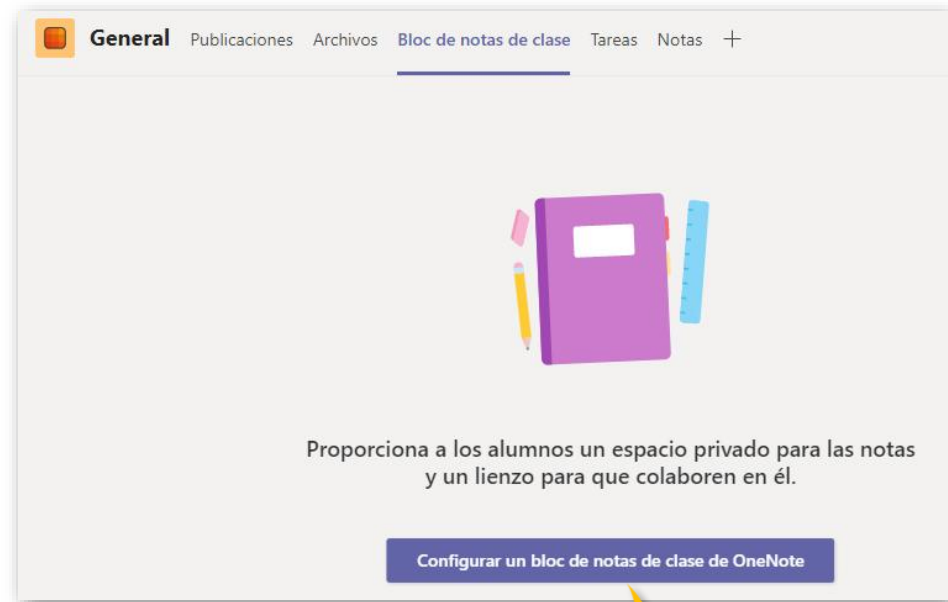 General Publicaciones Archivos Bloc de notas de clase Tareas Notas +
Proporciona a los alumnos un espacio privado para las notas
y un lienzo para que colaboren en él.
Configurar un bloc de notas de clase de OneNote